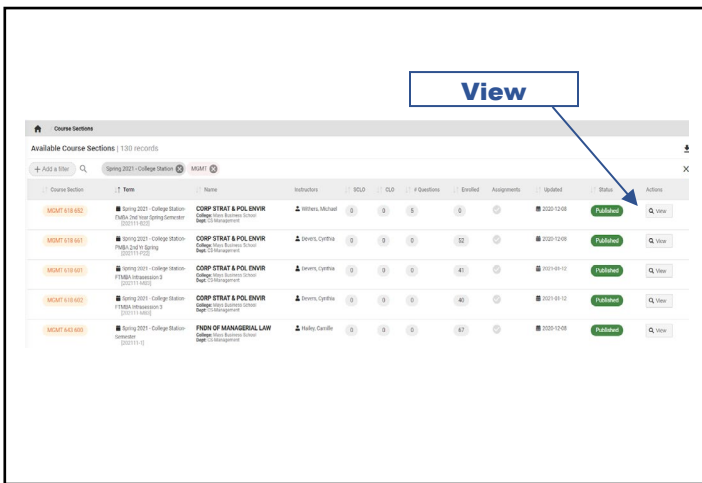 View
Course Sections
Available Course Sections | 130 records
+ Add a filter Spring 2021 - College Station MGMT
Course Section Term Name Instructors SCLO CLO # Questions Enrolled Assignments Updated Status Actions
MGMT 618 682 Spring 2021 - College Station- CORP STRAT & POL ENVIR Withers, Michael 0 0 5 0 2020-12-08 Published View
EMBA 2nd Year Spring Semester College: Mays Business School
[202111-B22] Dept: CS-Management
MGMT 618 661 Spring 2021 - College Station- CORP STRAT & POL ENVIR Devers, Cynthia 0 0 0 52 Published View
PMBA 2nd Yr Spring College: Mays Business School
Dept: CS-Management
MGMT 618 601 Spring 2021 - College Station- CORP STRAT & POL ENVIR Devers, Cynthia 0 0 0 41 2021-01-12 Published View
FTMBA Intrasession 3 College: Mays Business School
Dept: CS-Management
MGMT 618 602 Spring 2021 - College Station- CORP STRAT & POL ENVIR Devers, Cynthia 0 0 0 40 2021-01-12 Published View
FTMBA Intrasession 3 College: Mays Business School
Dept: CS-Management
MGMT 643 600 Spring 2021 - College Station- FNDN OF MANAGERIAL LAW Hailey, Camille 0 0 0 67 2020-12-08 Published View
Semester College: Mays Business School
[202111-1] Dept: CS-Management